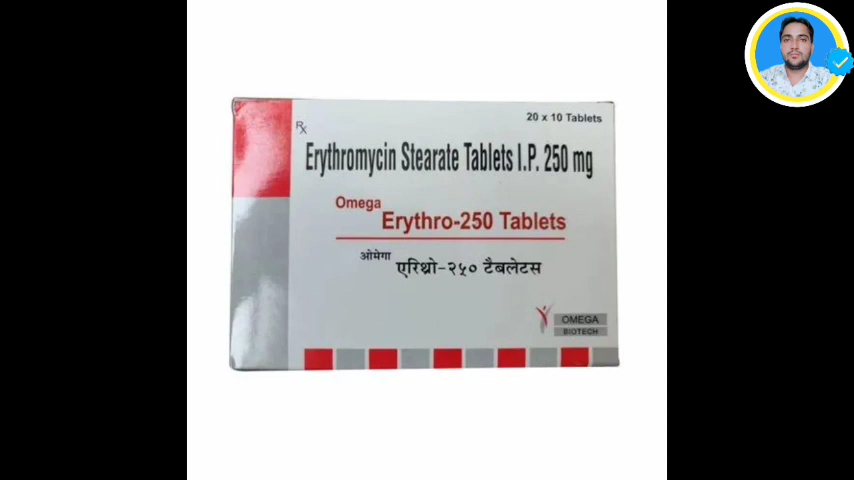 20 x 10 Tablets
Rx
Erythromycin Stearate Tablets I.P. 250 mg
Omega
Erythro-250 Tablets
ओमेगा
एरिथ्रो-२५० टैबलेटस
OMEGA
BIOTECH